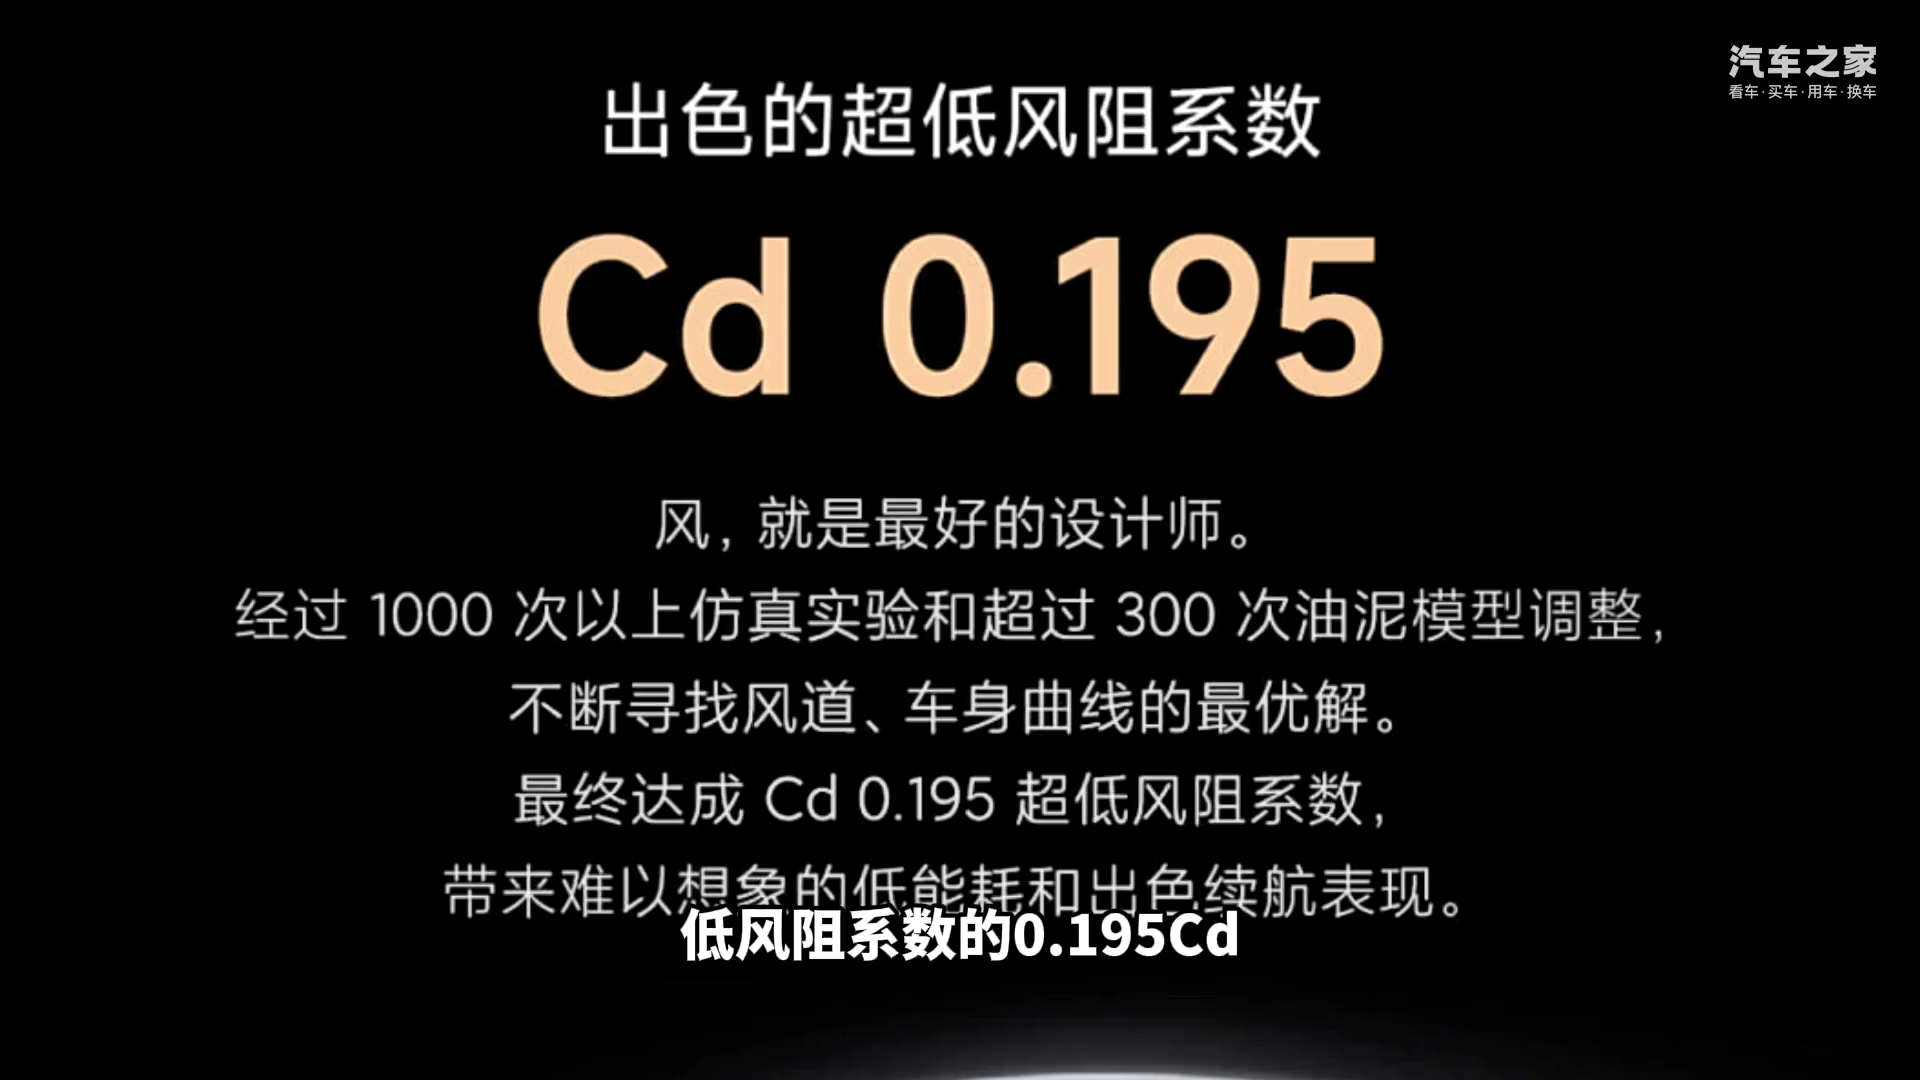 汽车之家
看车·买车·用车·换车
出色的超低风阻系数
Cd 0.195
风，就是最好的设计师。
经过 1000 次以上仿真实验和超过 300 次油泥模型调整，
不断寻找风道、车身曲线的最优解。
最终达成 Cd 0.195 超低风阻系数，
带来难以想象的低能耗和出色续航表现。
低风阻系数的0.195Cd